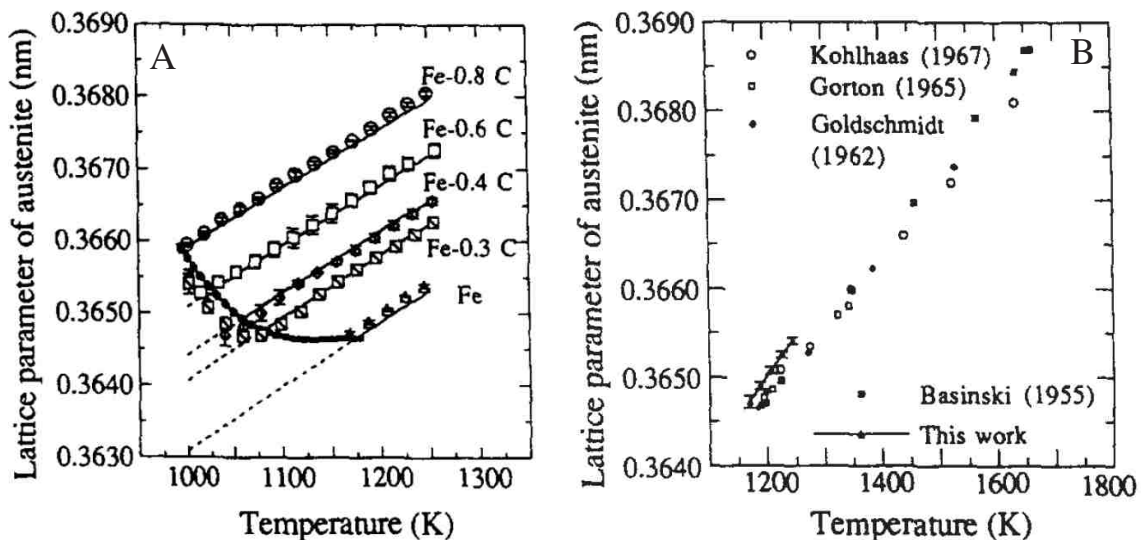 A
Lattice parameter of austenite (nm)
0.3690
0.3680
0.3670
0.3660
0.3650
0.3640
0.3630
Fe-0.8 C
Fe-0.6 C
Fe-0.4 C
Fe-0.3 C
Fe
1000 1100 1200 1300
Temperature (K)
B
Lattice parameter of austenite (nm)
0.3690
0.3680
0.3670
0.3660
0.3650
0.3640
Kohlhaas (1967)
Gorton (1965)
Goldschmidt
(1962)
Basinski (1955)
This work
1200 1400 1600 1800
Temperature (K)